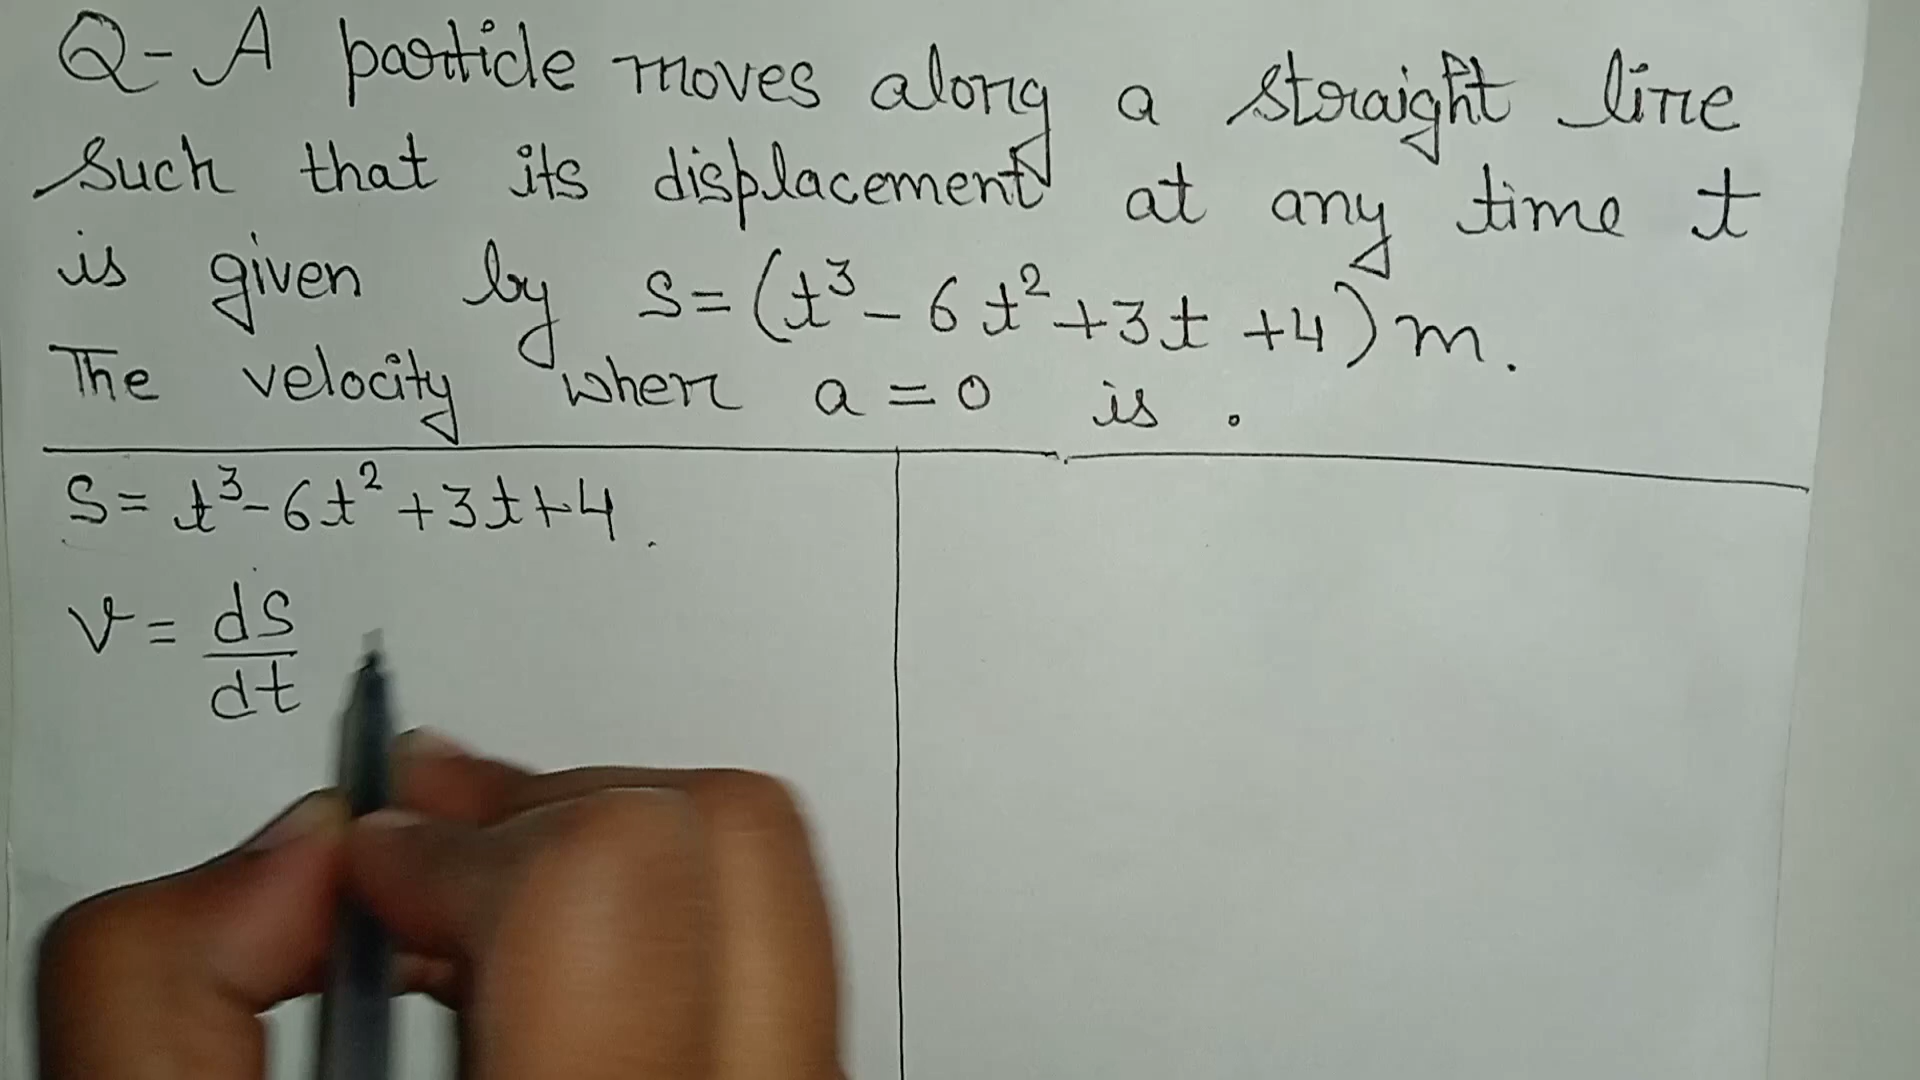 Q- A particle moves along a straight line
such that its displacement at any time t
is given by S=(t³-6t²+3t+4)m.
The velocity when a=0 is.
S=t³-6t²+3t+4.
v=dS/dt